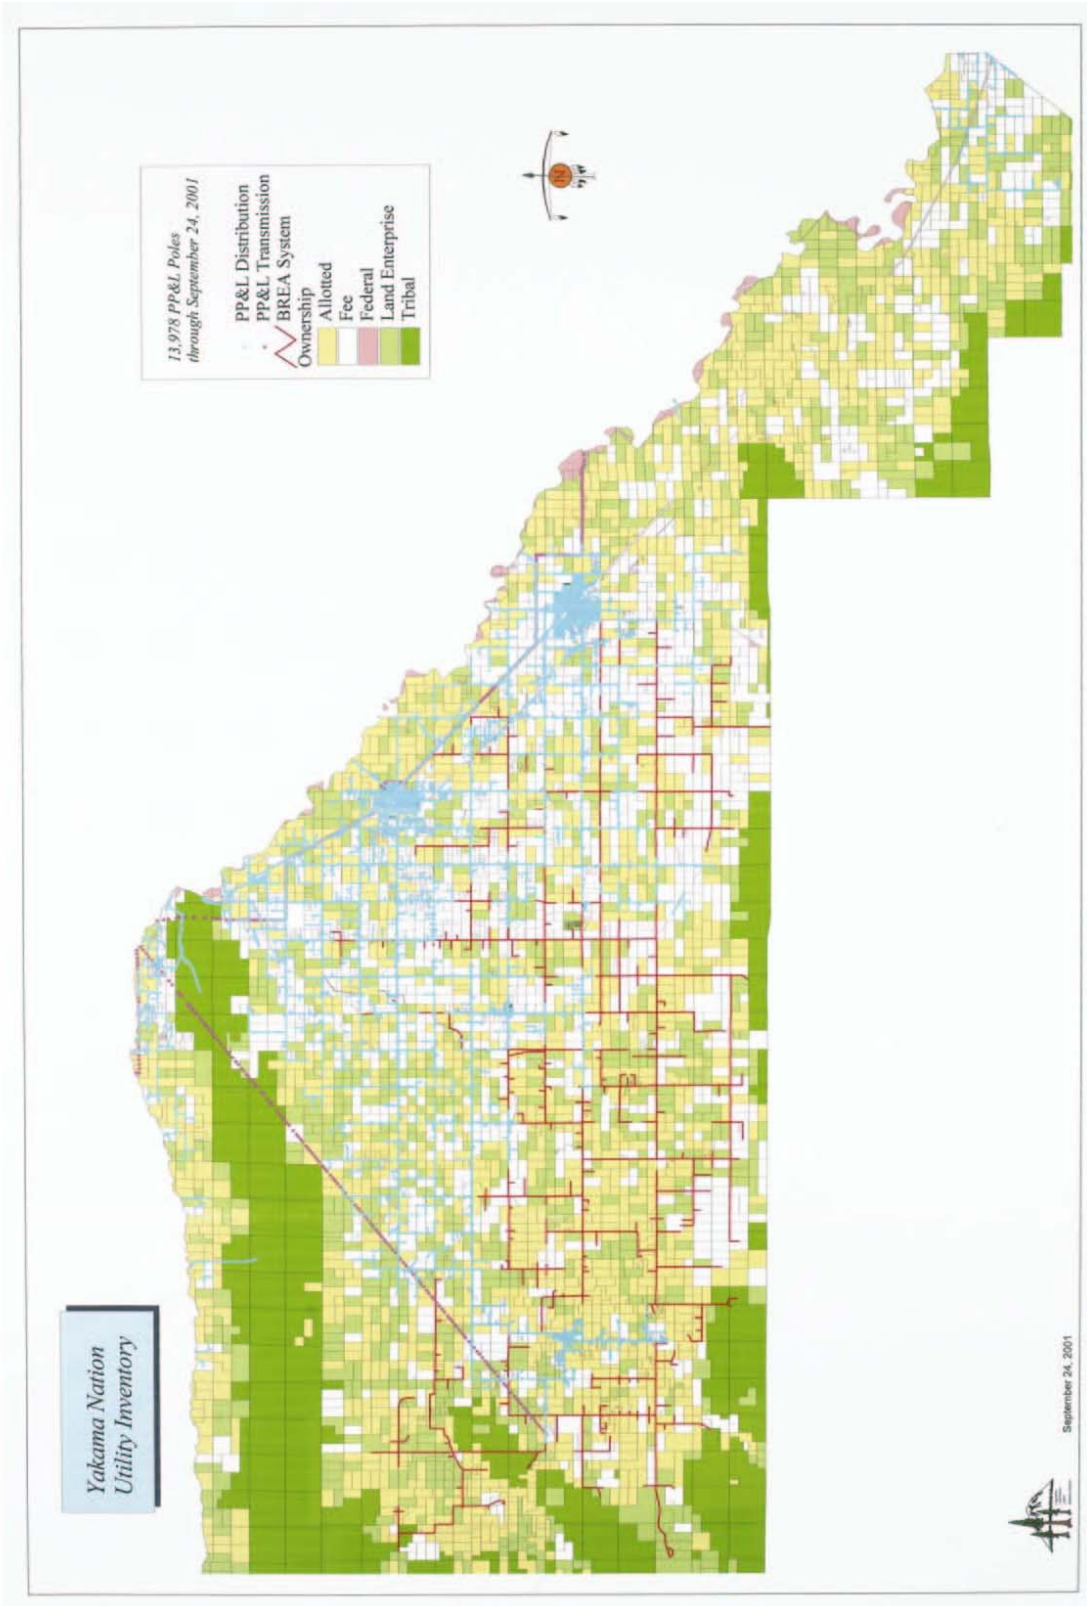 Yakama Nation
Utility Inventory
13,978 PP&L Poles
through September 24, 2001
PP&L Distribution
PP&L Transmission
BREA System
Ownership
Allotted
Fee
Federal
Land Enterprise
Tribal
September 24, 2001